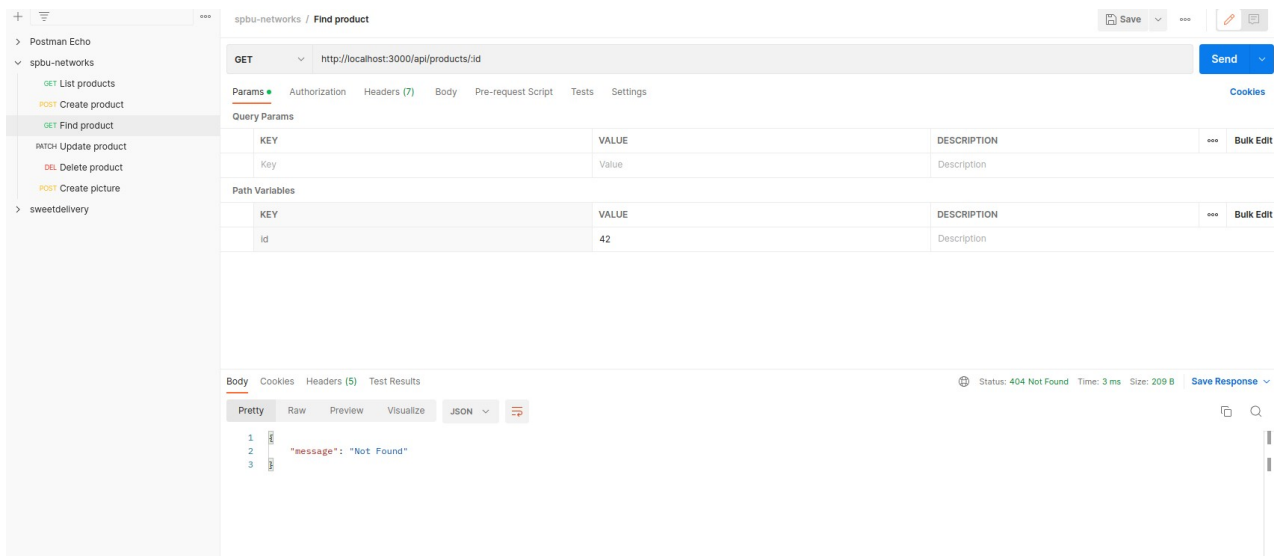 spbu-networks / Find product
Save
Postman Echo
spbu-networks
GET List products
POST Create product
GET Find product
PATCH Update product
DEL Delete product
POST Create picture
sweetdelivery
GET http://localhost:3000/api/products/:id Send
Params Authorization Headers (7) Body Pre-request Script Tests Settings Cookies
Query Params
KEY VALUE DESCRIPTION Bulk Edit
Key Value Description
Path Variables
KEY VALUE DESCRIPTION Bulk Edit
id 42 Description
Body Cookies Headers (5) Test Results Status: 404 Not Found Time: 3 ms Size: 209 B Save Response
Pretty Raw Preview Visualize JSON
1 {
2 "message": "Not Found"
3 }